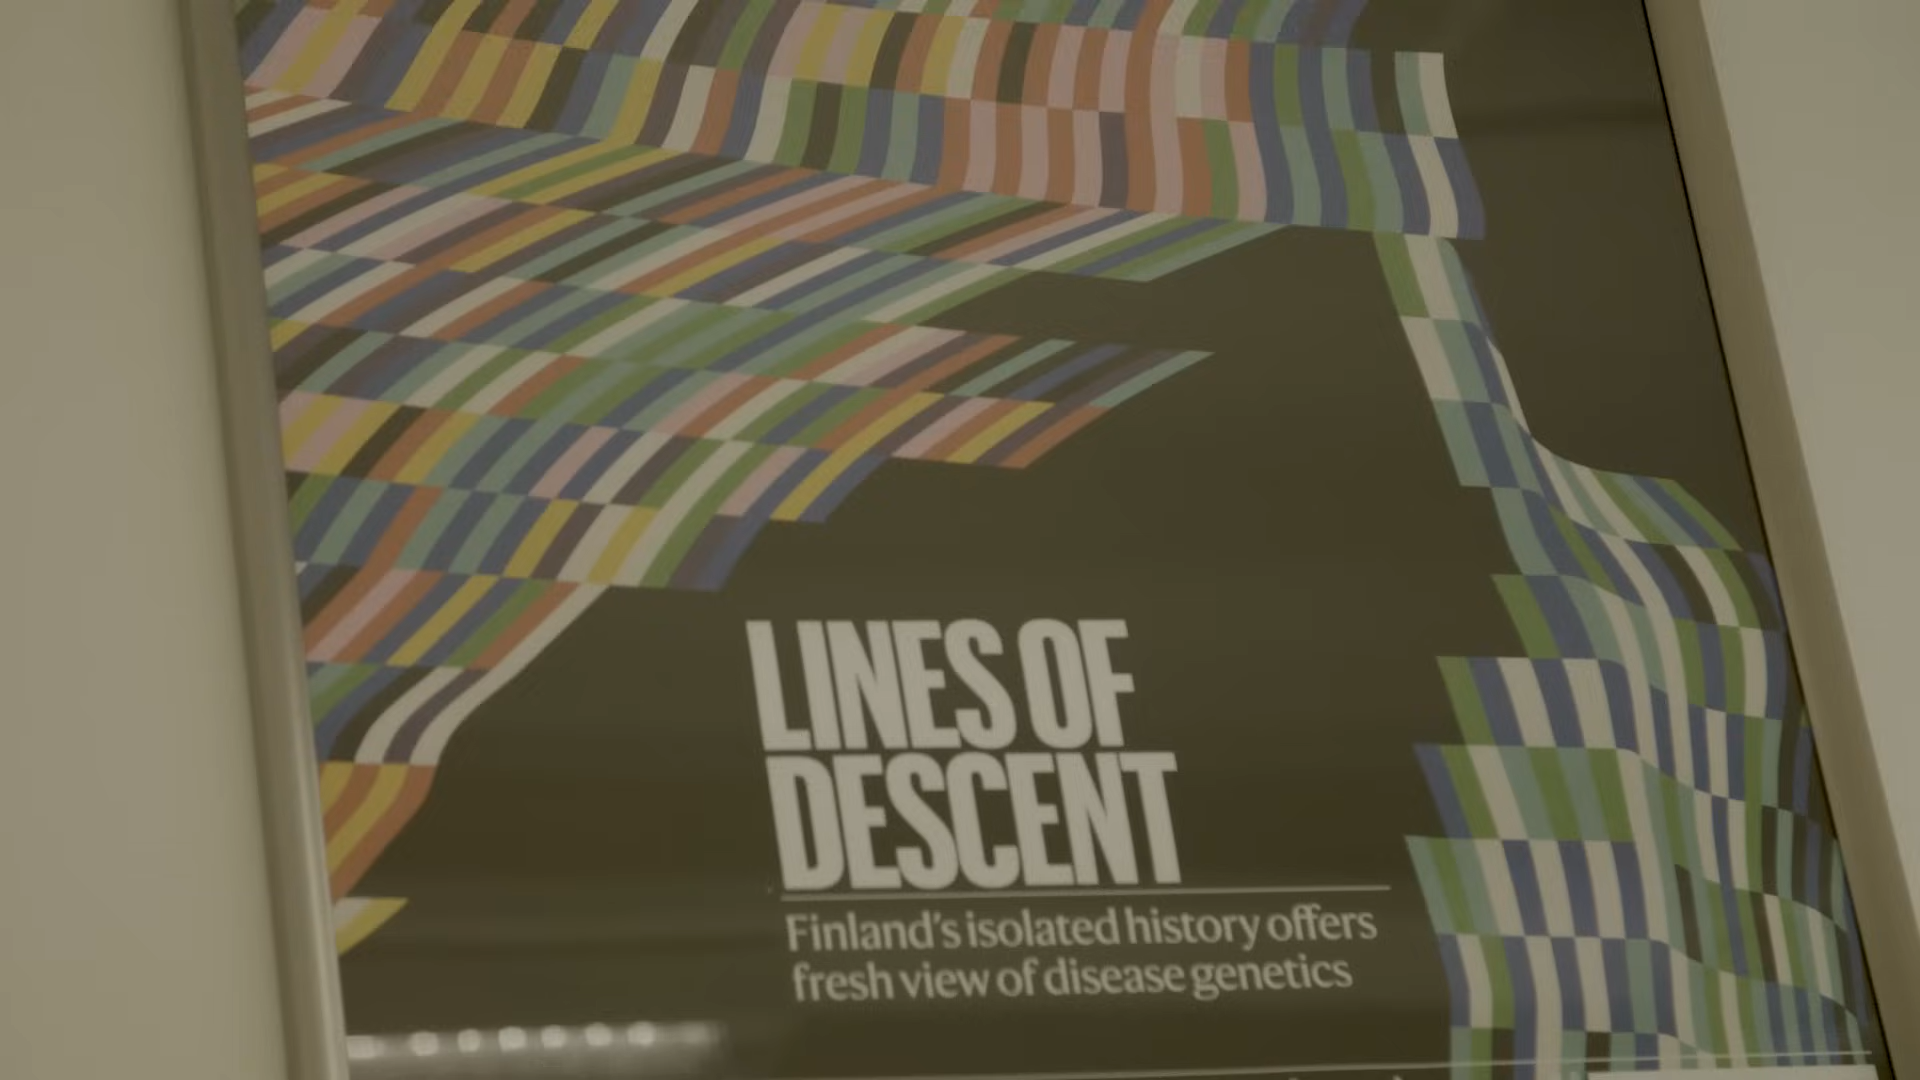 LINES OF
DESCENT
Finland's isolated history offers
fresh view of disease genetics